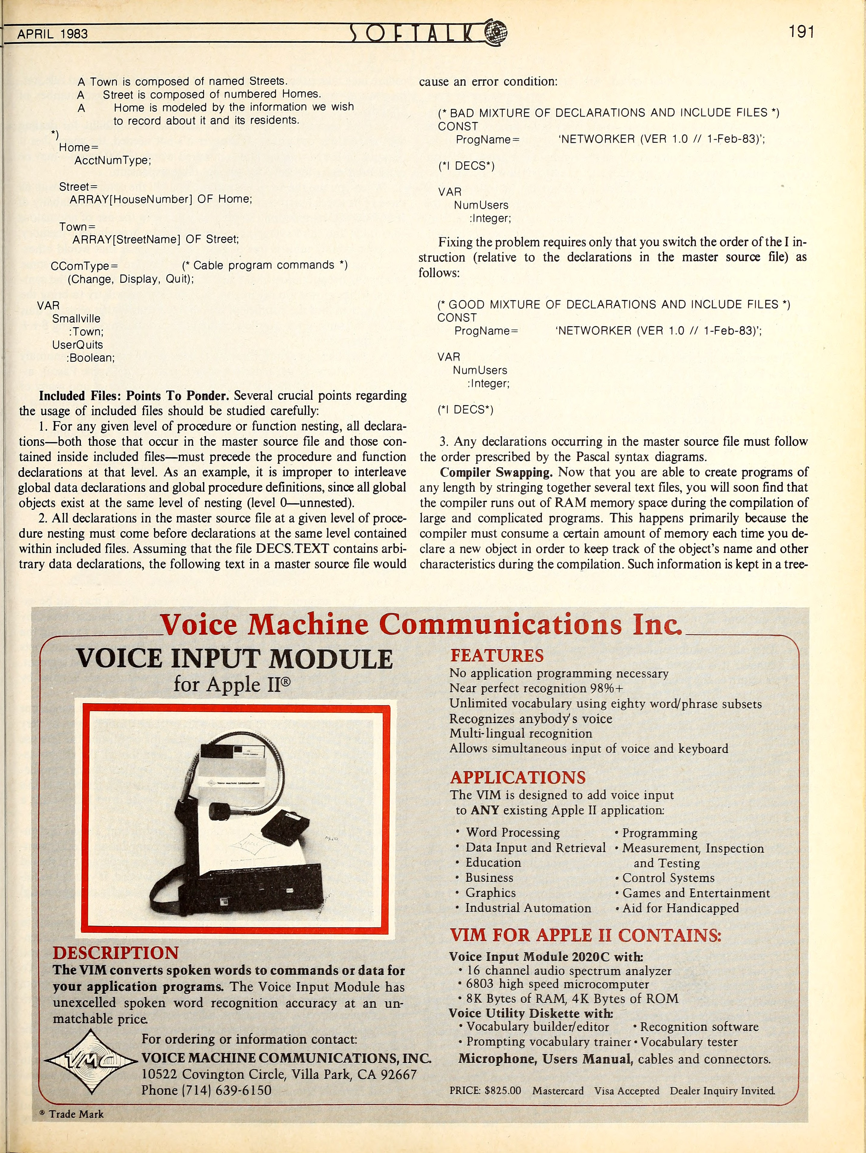 APRIL 1983
SOFTALK
191
A Town is composed of named Streets.
A Street is composed of numbered Homes.
A Home is modeled by the information we wish
to record about it and its residents.
*)
Home=
AcctNumType;
Street=
ARRAY[HouseNumber] OF Home;
Town=
ARRAY[StreetName] OF Street;
CComType= (* Cable program commands *)
(Change, Display, Quit);
VAR
Smallville
:Town;
UserQuits
:Boolean;
Included Files: Points To Ponder. Several crucial points regarding
the usage of included files should be studied carefully:
1. For any given level of procedure or function nesting, all declara-
tions—both those that occur in the master source file and those con-
tained inside included files—must precede the procedure and function
declarations at that level. As an example, it is improper to interleave
global data declarations and global procedure definitions, since all global
objects exist at the same level of nesting (level 0—unnested).
2. All declarations in the master source file at a given level of proce-
dure nesting must come before declarations at the same level contained
within included files. Assuming that the file DECS.TEXT contains arbi-
trary data declarations, the following text in a master source file would
cause an error condition:
(* BAD MIXTURE OF DECLARATIONS AND INCLUDE FILES *)
CONST
ProgName= 'NETWORKER (VER 1.0 // 1-Feb-83)';
(*I DECS*)
VAR
NumUsers
:Integer;
Fixing the problem requires only that you switch the order of the I in-
struction (relative to the declarations in the master source file) as
follows:
(* GOOD MIXTURE OF DECLARATIONS AND INCLUDE FILES *)
CONST
ProgName= 'NETWORKER (VER 1.0 // 1-Feb-83)';
VAR
NumUsers
:Integer;
(*I DECS*)
3. Any declarations occurring in the master source file must follow
the order prescribed by the Pascal syntax diagrams.
Compiler Swapping. Now that you are able to create programs of
any length by stringing together several text files, you will soon find that
the compiler runs out of RAM memory space during the compilation of
large and complicated programs. This happens primarily because the
compiler must consume a certain amount of memory each time you de-
clare a new object in order to keep track of the object's name and other
characteristics during the compilation. Such information is kept in a tree-
Voice Machine Communications Inc.
VOICE INPUT MODULE
for Apple II®
DESCRIPTION
The VIM converts spoken words to commands or data for
your application programs. The Voice Input Module has
unexcelled spoken word recognition accuracy at an un-
matchable price.
VMC
For ordering or information contact:
VOICE MACHINE COMMUNICATIONS, INC.
10522 Covington Circle, Villa Park, CA 92667
Phone (714) 639-6150
® Trade Mark
FEATURES
No application programming necessary
Near perfect recognition 98%+
Unlimited vocabulary using eighty word/phrase subsets
Recognizes anybody's voice
Multi-lingual recognition
Allows simultaneous input of voice and keyboard
APPLICATIONS
The VIM is designed to add voice input
to ANY existing Apple II application:
• Word Processing
• Data Input and Retrieval
• Education
• Business
• Graphics
• Industrial Automation
• Programming
• Measurement, Inspection
and Testing
• Control Systems
• Games and Entertainment
• Aid for Handicapped
VIM FOR APPLE II CONTAINS:
Voice Input Module 2020C with:
• 16 channel audio spectrum analyzer
• 6803 high speed microcomputer
• 8K Bytes of RAM, 4K Bytes of ROM
Voice Utility Diskette with:
• Vocabulary builder/editor • Recognition software
• Prompting vocabulary trainer • Vocabulary tester
Microphone, Users Manual, cables and connectors.
PRICE: $825.00 Mastercard Visa Accepted Dealer Inquiry Invited.